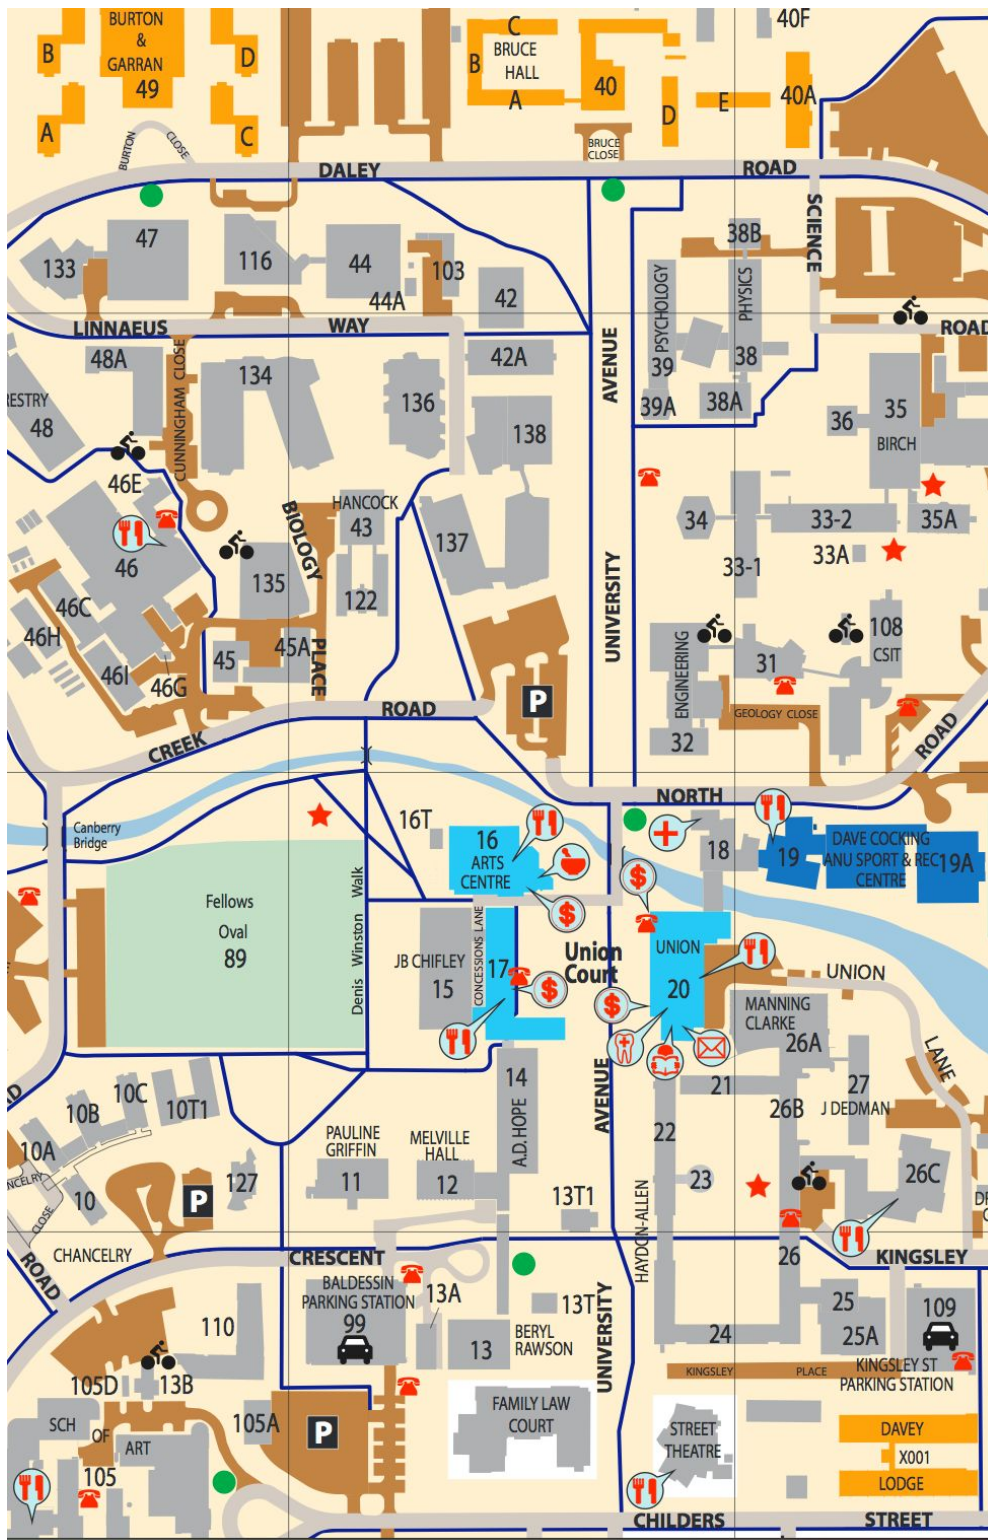 BURTON
&
GARRAN
49
B
D
A
C
C
B
BRUCE
HALL
A
40
D
E
40F
40A
BURTON
CLOSE
BRUCE
CLOSE
DALEY
ROAD
SCIENCE
133
47
116
44
44A
103
42
38B
PSYCHOLOGY
PHYSICS
39
38
39A
38A
LINNAEUS
WAY
ROAD
48A
RESTRY
48
CUNNINGHAM CLOSE
134
136
42A
138
AVENUE
36
35
BIRCH
46E
46
BIOLOGY
PLACE
HANCOCK
43
135
122
137
34
33-2
33-1
33A
35A
46C
46H
46I
46G
45
45A
UNIVERSITY
ENGINEERING
32
31
108
CSIT
GEOLOGY CLOSE
P
CREEK
ROAD
ROAD
NORTH
Canberry
Bridge
16T
16
ARTS
CENTRE
18
19
DAVE COCKING
ANU SPORT & REC
CENTRE
19A
$
$
Fellows
Oval
89
Denis Winston Walk
JB CHIFLEY
15
CONCESSIONS LANE
17
$
Union
Court
UNION
20
$
UNION
LANE
MANNING
CLARKE
26A
AVENUE
10A
10B
10C
10T1
10
NCELRY
CLOSE
14
A.D.HOPE
21
22
26B
27
J DEDMAN
PAULINE
GRIFFIN
11
MELVILLE
HALL
12
127
P
13T1
23
26C
HAYDON-ALLEN
CHANCELRY
ROAD
CRESCENT
KINGSLEY
26
BALDESSIN
PARKING STATION
99
13A
13T
13
BERYL
RAWSON
UNIVERSITY
24
25
25A
109
110
105D
13B
KINGSLEY
PLACE
KINGSLEY ST
PARKING STATION
SCH
OF
ART
105
105A
P
FAMILY LAW
COURT
STREET
THEATRE
DAVEY
X001
LODGE
CHILDERS
STREET